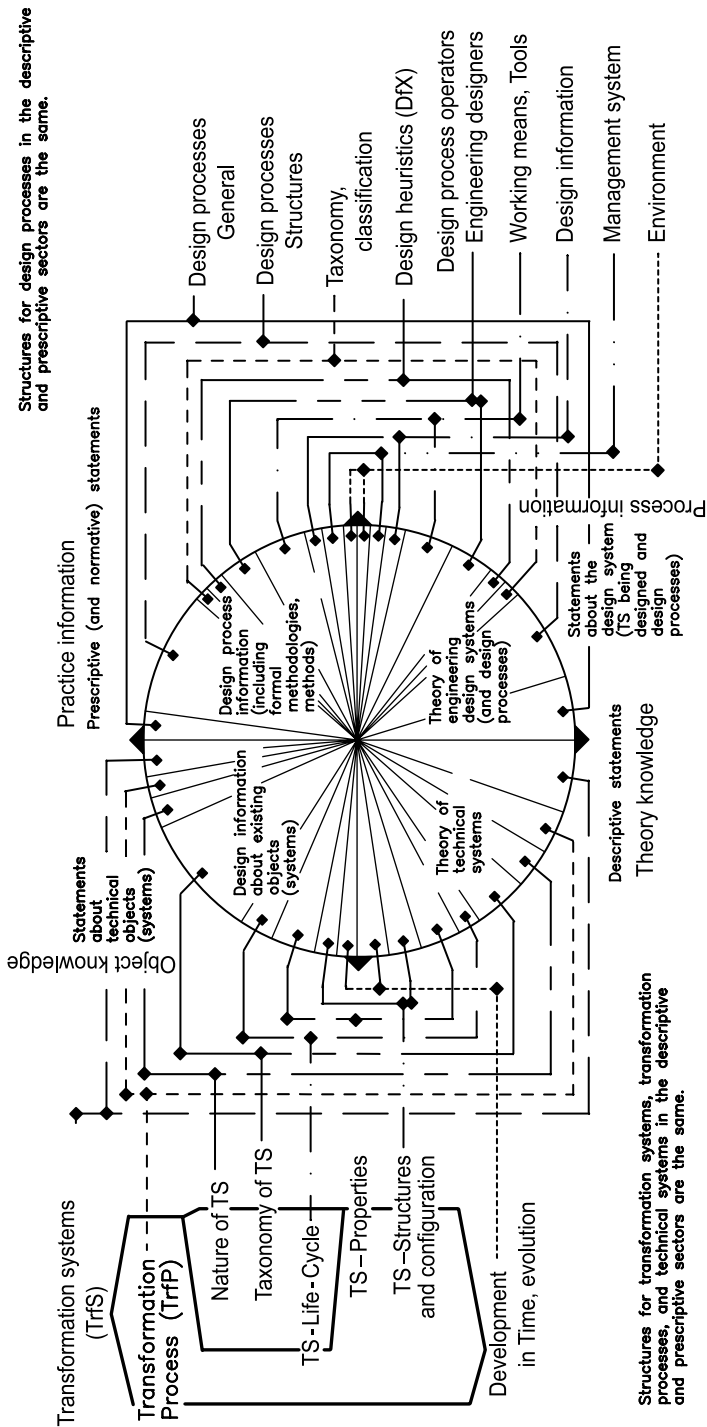 Structures for design processes in the descriptive
and prescriptive sectors are the same.
Practice information
Prescriptive (and normative) statements
Transformation systems
(TrfS)
Transformation
Process (TrfP)
Nature of TS
Taxonomy of TS
TS-Life-Cycle
TS-Properties
TS-Structures
and configuration
Development
in Time, evolution
Object knowledge
Statements
about
technical
objects
(systems)
Design information
about existing
objects
(systems)
Design process
information
(including
formal
methodologies,
methods)
Theory of
technical
systems
Theory of
engineering
design systems
(and design
processes)
Process information
Statements
about the
design system
(TS being
designed and
design
processes)
Design processes
General
Design processes
Structures
Taxonomy,
classification
Design heuristics (DfX)
Design process operators
Engineering designers
Working means, Tools
Design information
Management system
Environment
Descriptive statements
Theory knowledge
Structures for transformation systems, transformation
processes, and technical systems in the descriptive
and prescriptive sectors are the same.